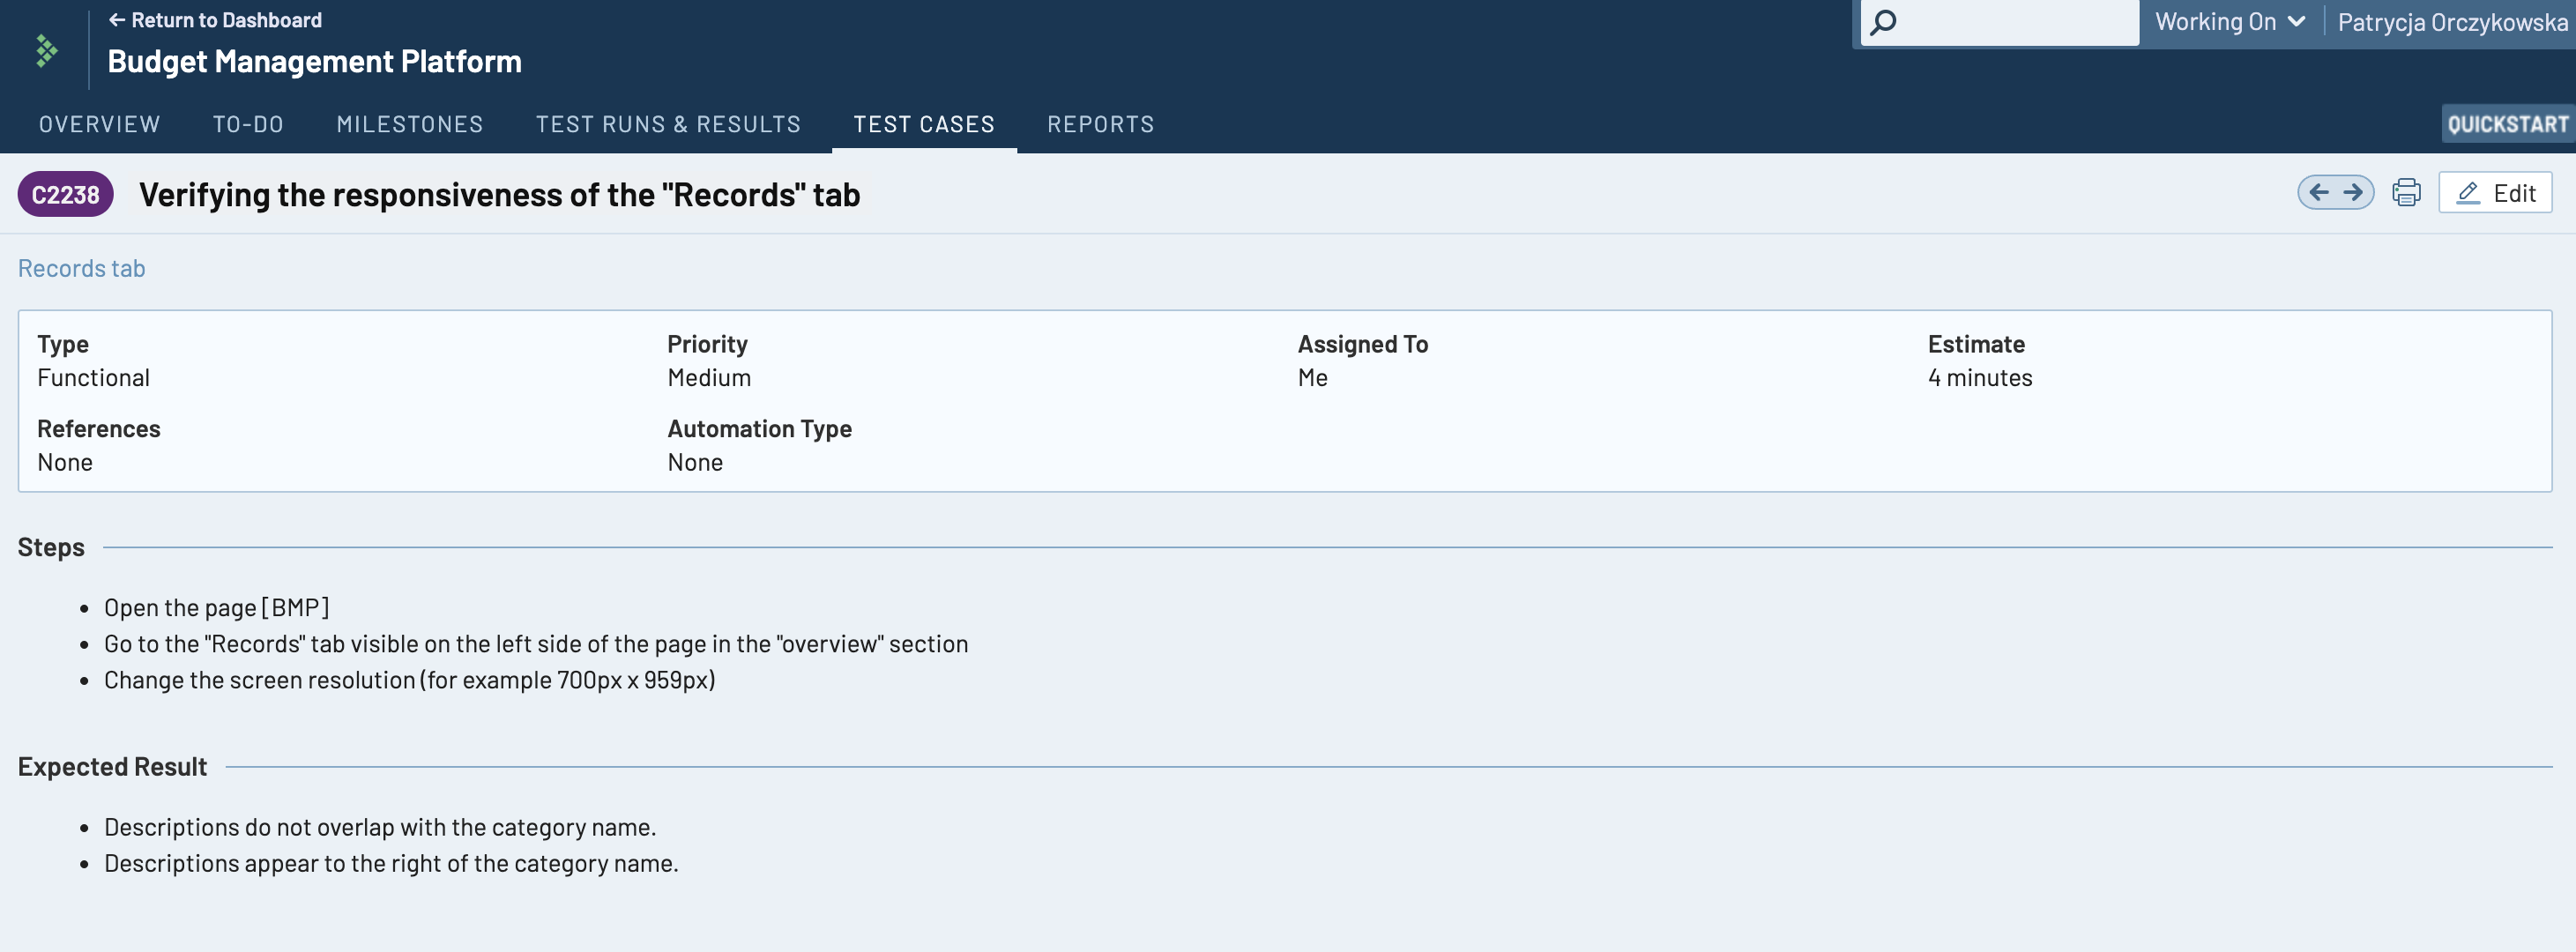 ← Return to Dashboard
Working On
Patrycja Orczykowska
Budget Management Platform
OVERVIEW TO-DO MILESTONES TEST RUNS & RESULTS TEST CASES REPORTS
QUICKSTART
C2238 Verifying the responsiveness of the "Records" tab
Edit
Records tab
Type Priority Assigned To Estimate
Functional Medium Me 4 minutes
References Automation Type
None None
Steps
• Open the page [BMP]
• Go to the "Records" tab visible on the left side of the page in the "overview" section
• Change the screen resolution (for example 700px x 959px)
Expected Result
• Descriptions do not overlap with the category name.
• Descriptions appear to the right of the category name.